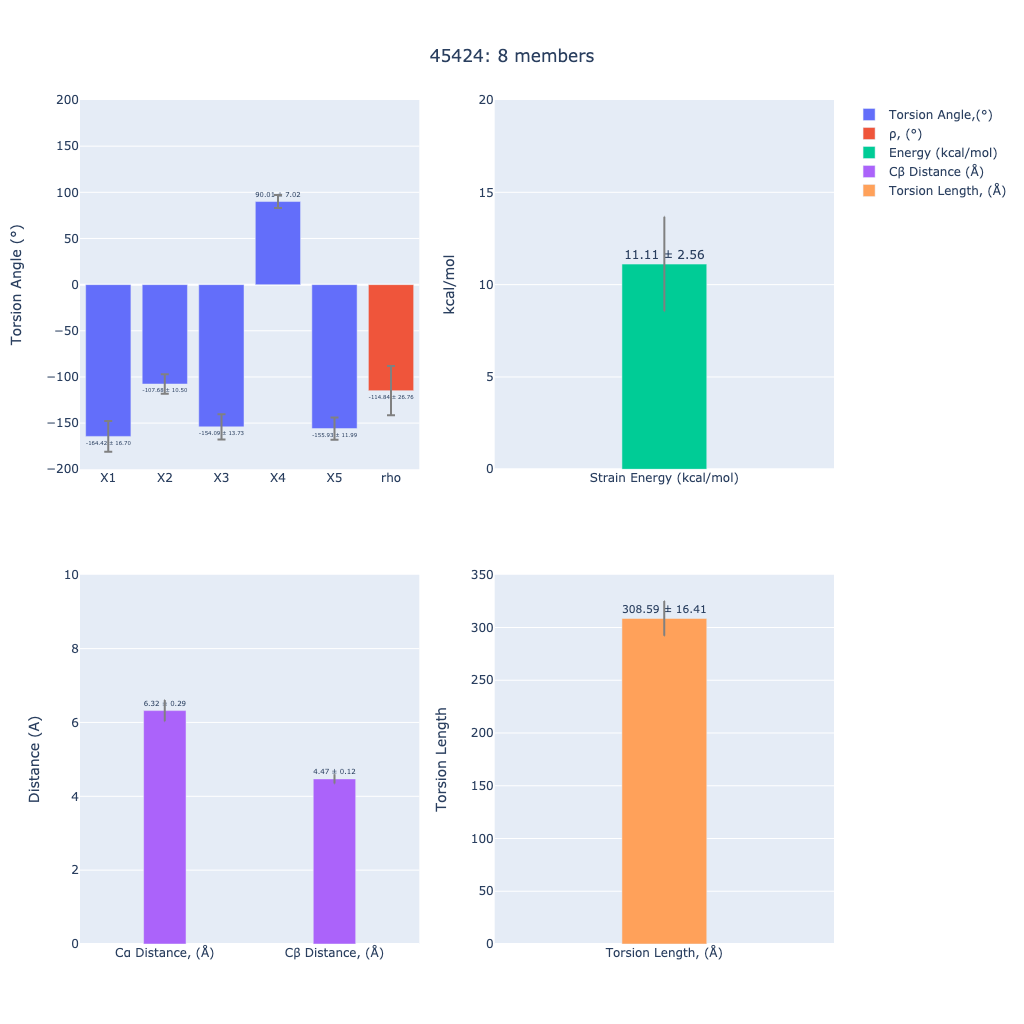 45424: 8 members
Torsion Angle (°)
200
150
100
50
0
−50
−100
−150
−200
-164.42 ± 16.70
-107.68 ± 10.50
-154.09 ± 13.73
90.01 ± 7.02
-155.93 ± 11.99
-114.84 ± 26.76
X1 X2 X3 X4 X5 rho
kcal/mol
20
15
10
5
0
11.11 ± 2.56
Strain Energy (kcal/mol)
Torsion Angle,(°)
ρ, (°)
Energy (kcal/mol)
Cβ Distance (Å)
Torsion Length, (Å)
Distance (A)
10
8
6
4
2
0
6.32 ± 0.29
4.47 ± 0.12
Cα Distance, (Å) Cβ Distance, (Å)
Torsion Length
350
300
250
200
150
100
50
0
308.59 ± 16.41
Torsion Length, (Å)